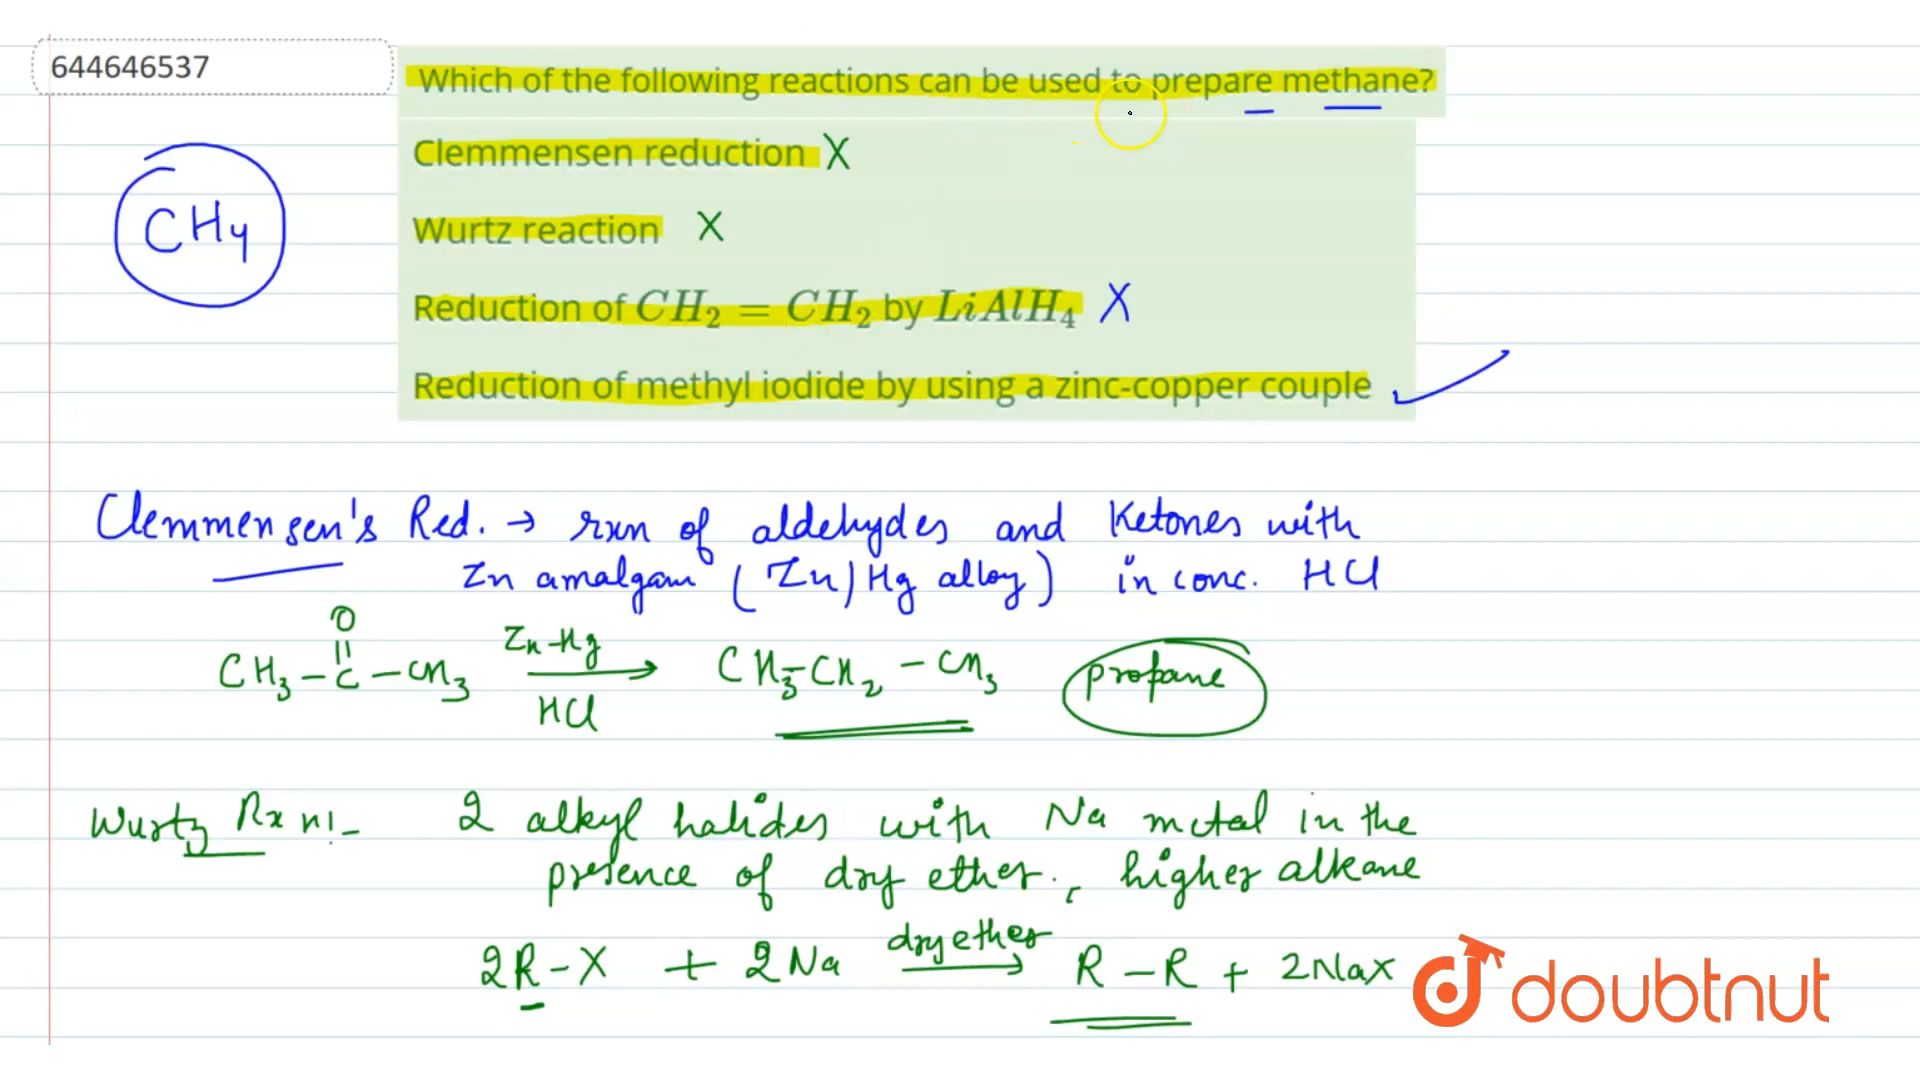 644646537
Which of the following reactions can be used to prepare methane?
Clemmensen reduction X
Wurtz reaction X
CH4
Reduction of CH₂ = CH₂ by LiAlH₄ X
Reduction of methyl iodide by using a zinc-copper couple ✓
Clemmensen's Red. → rxn of aldehydes and Ketones with
Zn amalgam (Zn/Hg alloy) in conc. HCl
O
CH₃ – C – CH₃ Zn-Hg CH₃ – CH₂ – CH₃ propane
HCl
Wurtz Rxn:- 2 alkyl halides with Na metal in the
presence of dry ether, higher alkane
2R – X + 2Na dry ether R – R + 2NaX
doubtnut